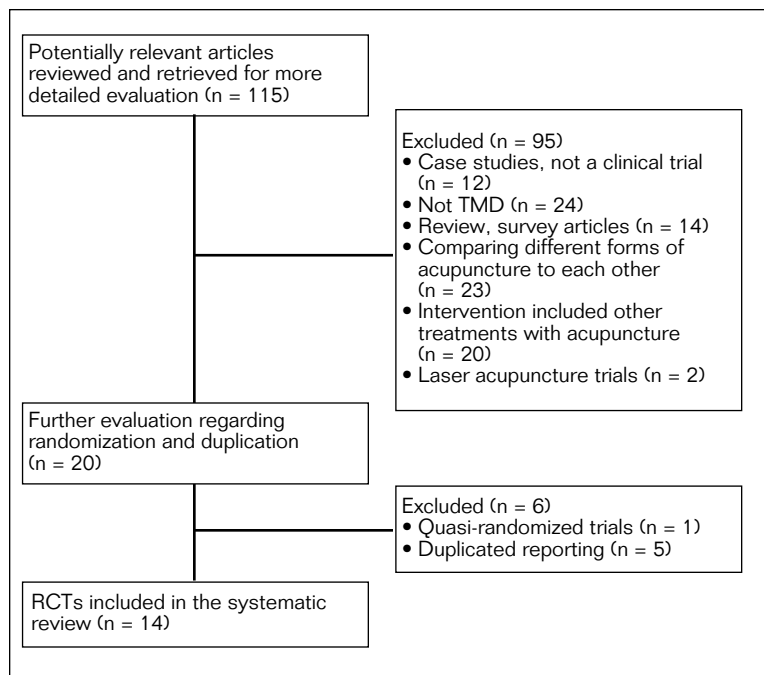 Potentially relevant articles
reviewed and retrieved for more
detailed evaluation (n = 115)
Excluded (n = 95)
• Case studies, not a clinical trial
(n = 12)
• Not TMD (n = 24)
• Review, survey articles (n = 14)
• Comparing different forms of
acupuncture to each other
(n = 23)
• Intervention included other
treatments with acupuncture
(n = 20)
• Laser acupuncture trials (n = 2)
Further evaluation regarding
randomization and duplication
(n = 20)
Excluded (n = 6)
• Quasi-randomized trials (n = 1)
• Duplicated reporting (n = 5)
RCTs included in the systematic
review (n = 14)